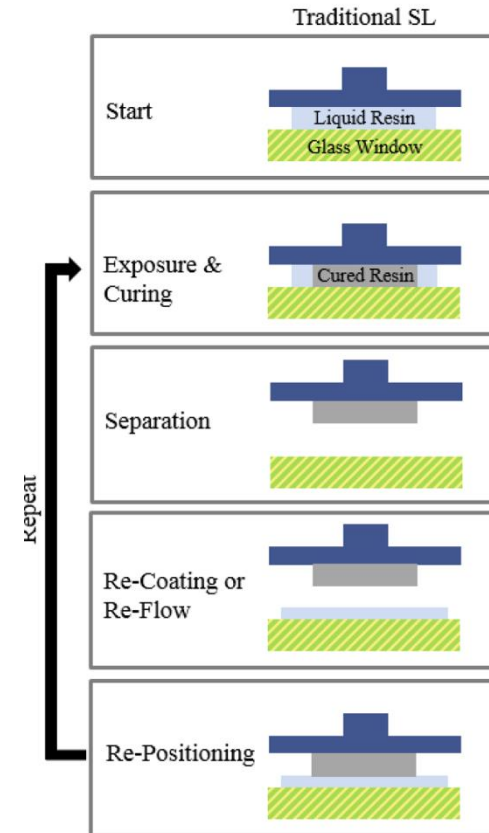 Traditional SL
Start
Liquid Resin
Glass Window
Exposure &
Curing
Cured Resin
Separation
Repeat
Re-Coating or
Re-Flow
Re-Positioning